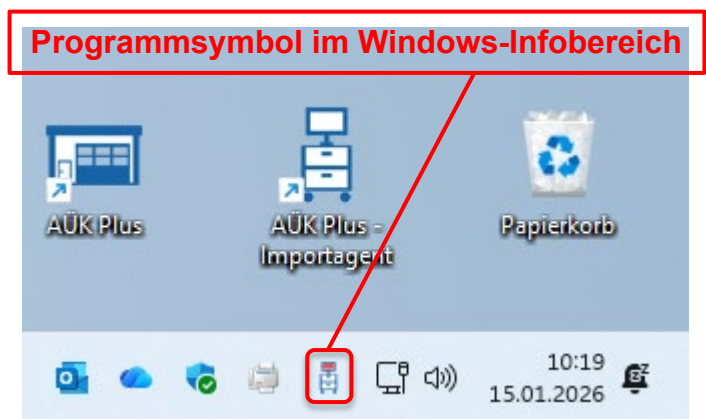 Programmsymbol im Windows-Infobereich
AÜK Plus
AÜK Plus -
Importagent
Papierkorb
10:19
15.01.2026